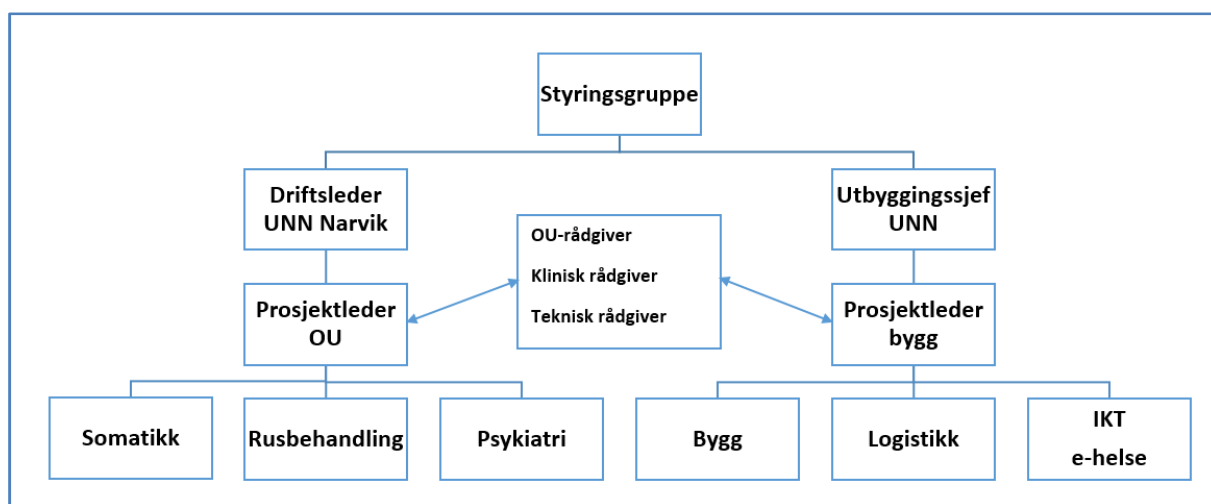 Styringsgruppe
Driftsleder
UNN Narvik
Utbyggingssjef
UNN
OU-rådgiver
Klinisk rådgiver
Teknisk rådgiver
Prosjektleder
OU
Prosjektleder
bygg
Somatikk
Rusbehandling
Psykiatri
Bygg
Logistikk
IKT
e-helse